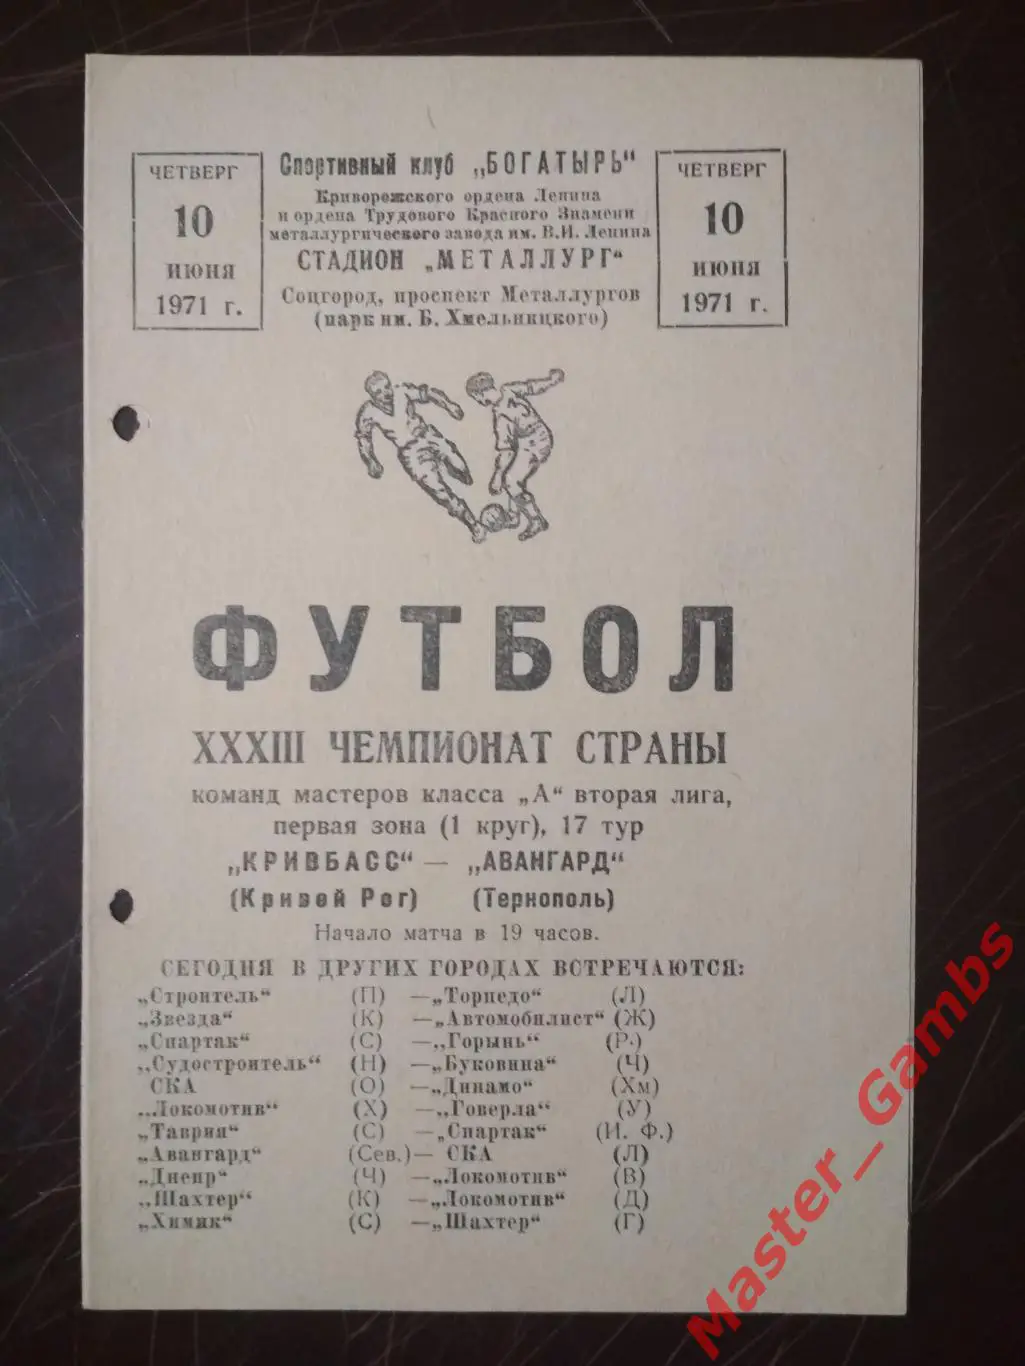 ЧЕТВЕРГ
10
ИЮНЯ
1971 г.
Спортивный клуб „БОГАТЫРЬ“
Криворожского ордена Ленина
и ордена Трудового Красного Знамени
металлургического завода им. В.И. Ленина
СТАДИОН „МЕТАЛЛУРГ“
Соцгород, проспект Металлургов
(парк им. Б. Хмельницкого)
ЧЕТВЕРГ
10
ИЮНЯ
1971 г.
ФУТБОЛ
XXXIII ЧЕМПИОНАТ СТРАНЫ
команд мастеров класса „А“ вторая лига,
первая зона (1 круг), 17 тур
„КРИВБАСС“ — „АВАНГАРД“
(Кривой Рог) (Тернополь)
Начало матча в 19 часов.
СЕГОДНЯ В ДРУГИХ ГОРОДАХ ВСТРЕЧАЮТСЯ:
„Строитель“ (П) —„Торпедо“ (Л)
„Звезда“ (К) —„Автомобилист“ (Ж)
„Спартак“ (С) —„Горынь“ (Р.)
„Судостроитель“ (Н) —„Буковина“ (Ч)
СКА (О) —„Динамо“ (Хм)
„Локомотив“ (Х) —„Говерла“ (У)
„Таврия“ (С) —„Спартак“ (И. Ф.)
„Авангард“ (Сев.)— СКА (Л)
„Днепр“ (Ч) —„Локомотив“ (В)
„Шахтер“ (К) —„Локомотив“ (Д)
„Химик“ (С) —„Шахтер“ (Г)
Master_Gambs